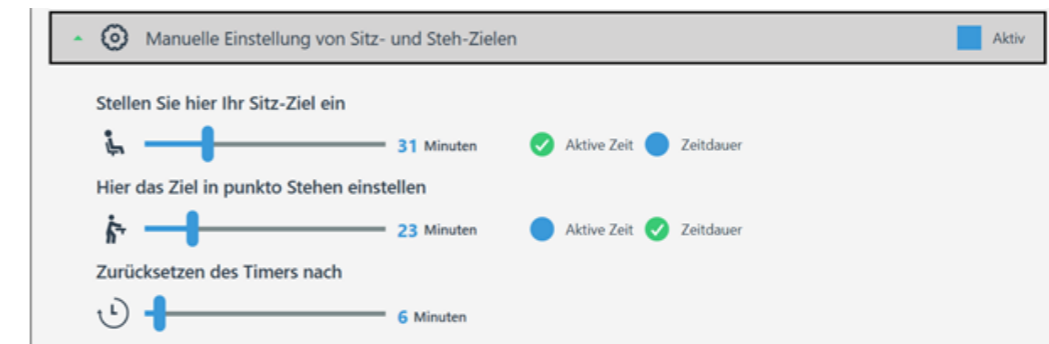 Manuelle Einstellung von Sitz- und Steh-Zielen Aktiv
Stellen Sie hier Ihr Sitz-Ziel ein
31 Minuten Aktive Zeit Zeitdauer
Hier das Ziel in punkto Stehen einstellen
23 Minuten Aktive Zeit Zeitdauer
Zurücksetzen des Timers nach
6 Minuten